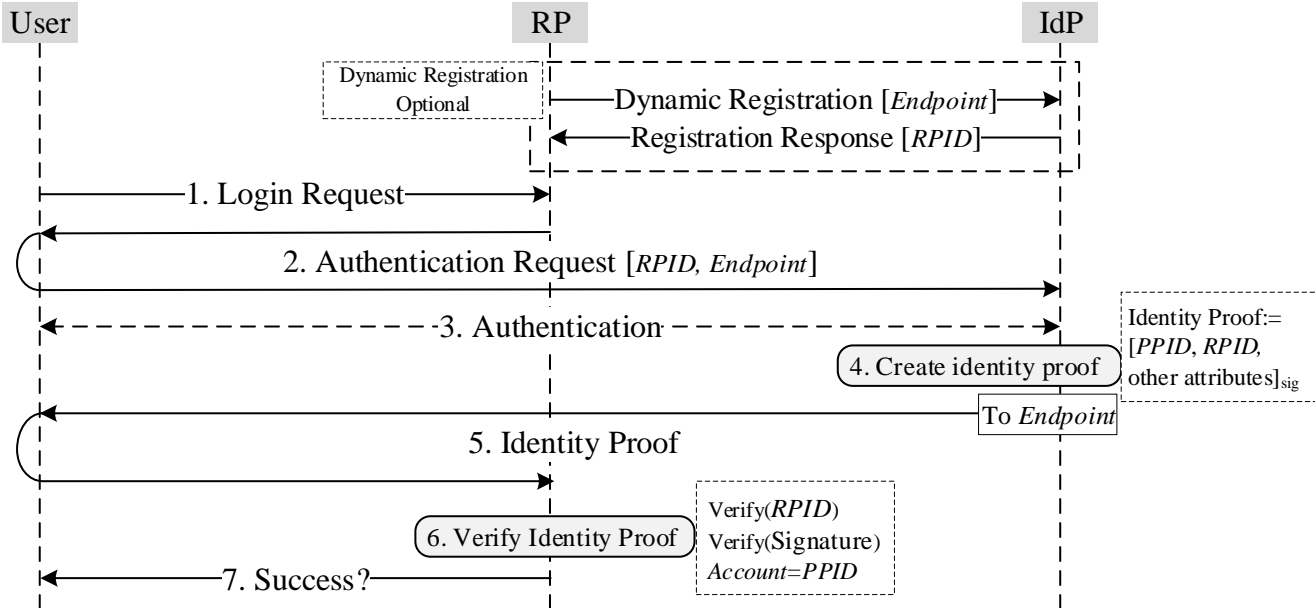 User
RP
IdP
Dynamic Registration
Optional
Dynamic Registration [Endpoint]
Registration Response [RPID]
1. Login Request
2. Authentication Request [RPID, Endpoint]
3. Authentication
Identity Proof:=
[PPID, RPID,
other attributes]sig
4. Create identity proof
To Endpoint
5. Identity Proof
6. Verify Identity Proof
Verify(RPID)
Verify(Signature)
Account=PPID
7. Success?